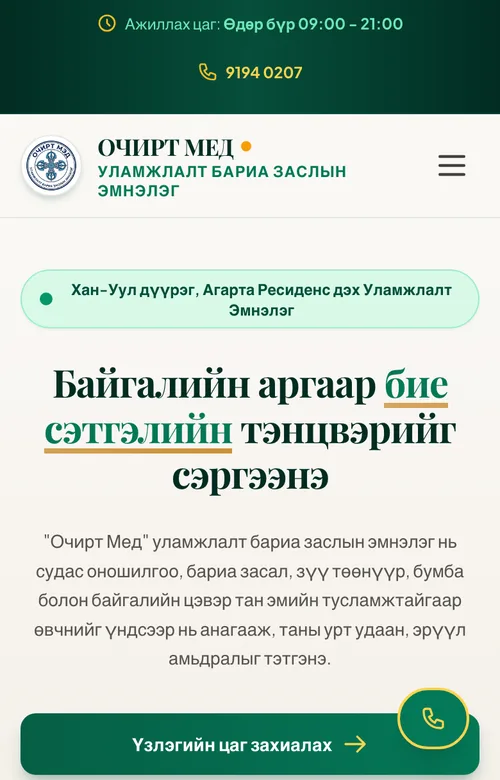 Ажиллах цаг: Өдөр бүр 09:00 - 21:00
9194 0207
ОЧИРТ МЭД
ОЧИРТ МЕД
УЛАМЖЛАЛТ БАРИА ЗАСЛЫН
ЭМНЭЛЭГ
Хан-Уул дүүрэг, Агарта Ресиденс дэх Уламжлалт
Эмнэлэг
Байгалийн аргаар бие
сэтгэлийн тэнцвэрийг
сэргээнэ
"Очирт Мед" уламжлалт бариа заслын эмнэлэг нь
судас оношилгоо, бариа засал, зүү төөнүүр, бумба
болон байгалийн цэвэр тан эмийн тусламжтайгаар
өвчнийг үндсээр нь анагааж, таны урт удаан, эрүүл
амьдралыг тэтгэнэ.
Үзлэгийн цаг захиалах